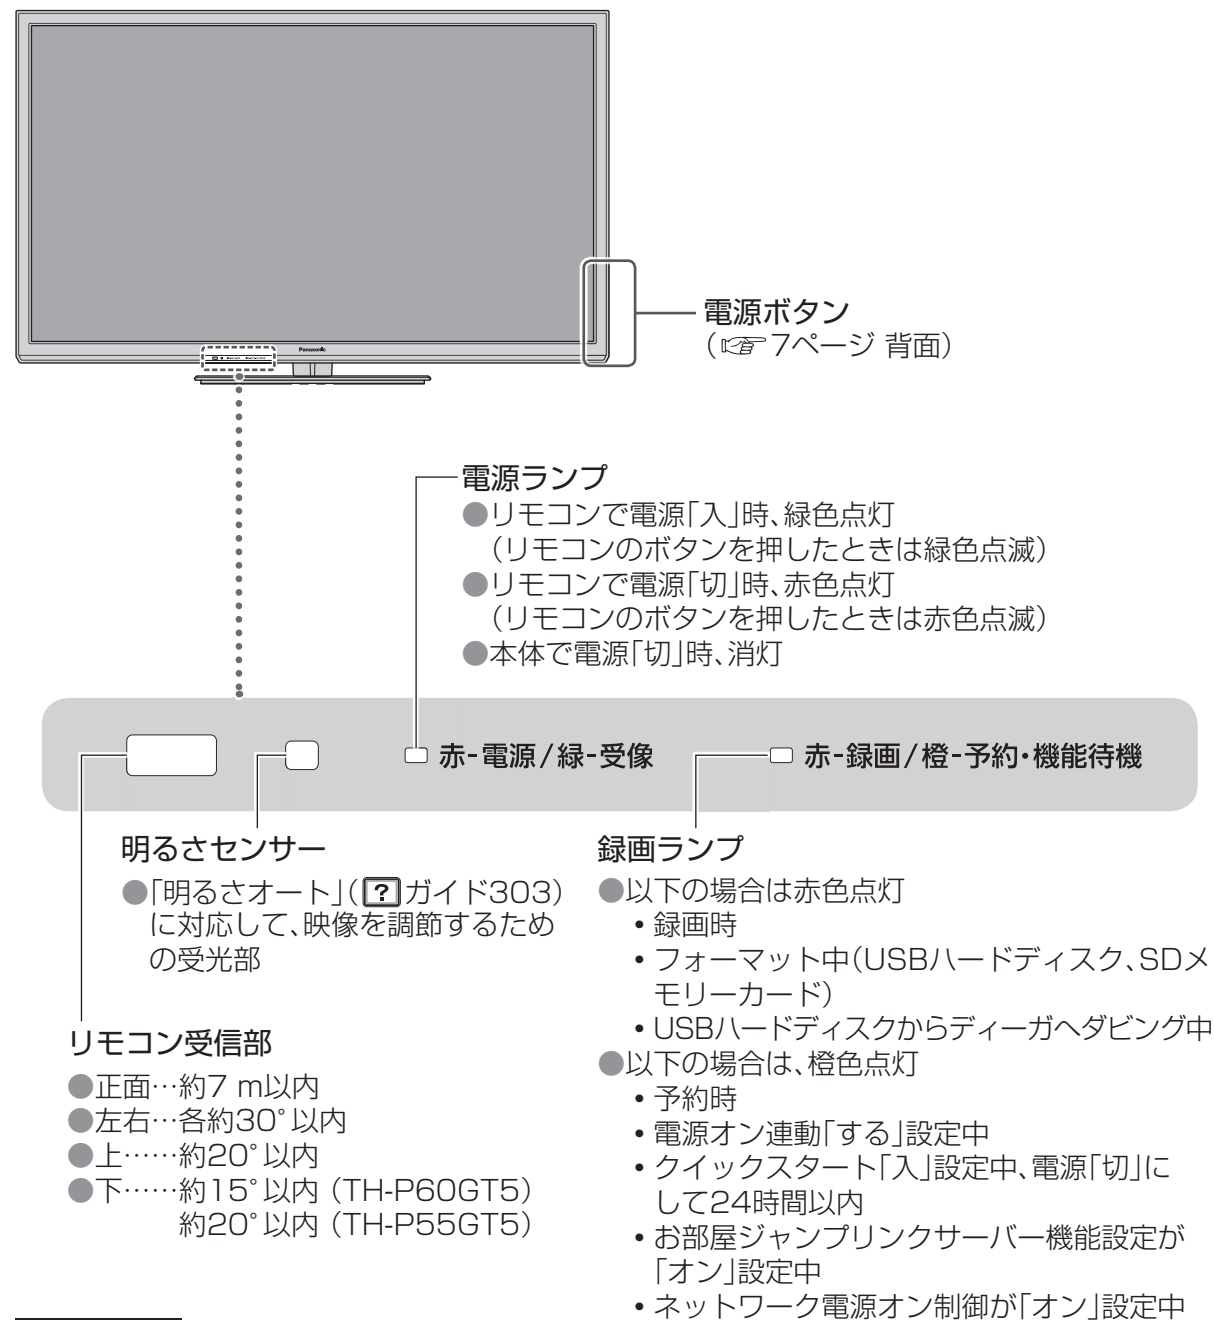 Panasonic
電源ボタン
（☞7ページ 背面）
電源ランプ
●リモコンで電源「入」時、緑色点灯
（リモコンのボタンを押したときは緑色点滅）
●リモコンで電源「切」時、赤色点灯
（リモコンのボタンを押したときは赤色点滅）
●本体で電源「切」時、消灯
赤-電源/緑-受像
赤-録画/橙-予約・機能待機
明るさセンサー
●「明るさオート」（?ガイド303）
に対応して、映像を調節するため
の受光部
リモコン受信部
●正面…約7 m以内
●左右…各約30°以内
●上……約20°以内
●下……約15°以内（TH-P60GT5）
約20°以内（TH-P55GT5）
録画ランプ
●以下の場合は赤色点灯
・録画時
・フォーマット中（USBハードディスク、SDメ
モリーカード）
・USBハードディスクからディーガへダビング中
●以下の場合は、橙色点灯
・予約時
・電源オン連動「する」設定中
・クイックスタート「入」設定中、電源「切」に
して24時間以内
・お部屋ジャンプリンクサーバー機能設定が
「オン」設定中
・ネットワーク電源オン制御が「オン」設定中